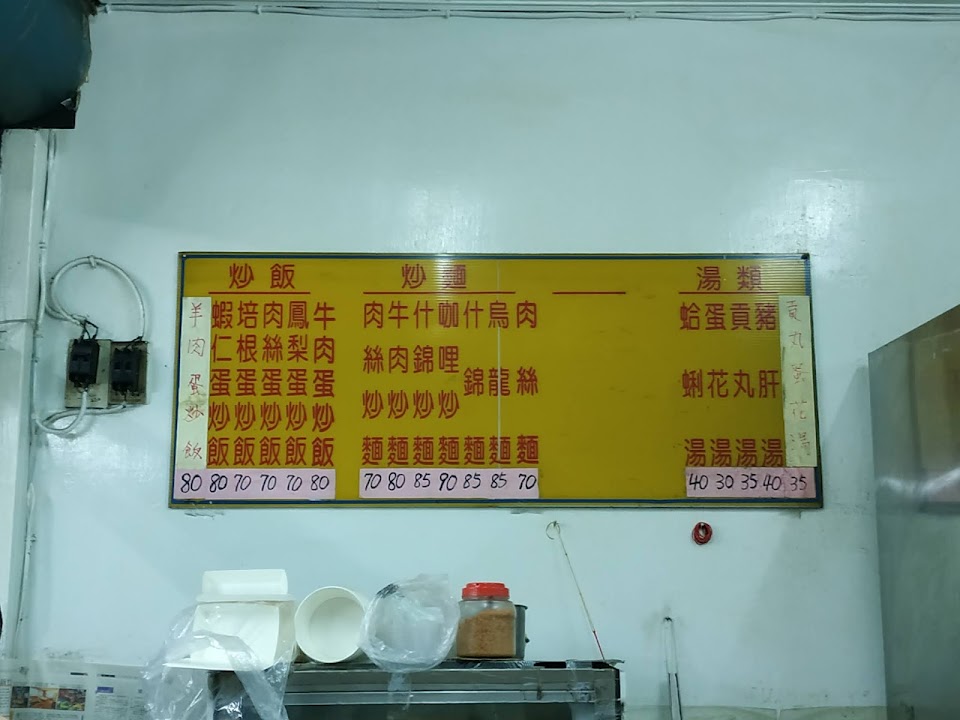 炒飯
羊肉蛋炒飯
蝦仁蛋炒飯
培根蛋炒飯
肉絲蛋炒飯
鳳梨蛋炒飯
牛肉蛋炒飯
80 80 70 70 70 80
炒麵
肉絲炒麵
牛肉炒麵
什錦炒麵
咖哩炒麵
什錦麵
烏龍麵
肉絲麵
70 80 85 90 85 85 70
湯類
蛤蜊湯
蛋花湯
貢丸湯
豬肝湯
貢丸蛋花湯
40 30 35 40 35